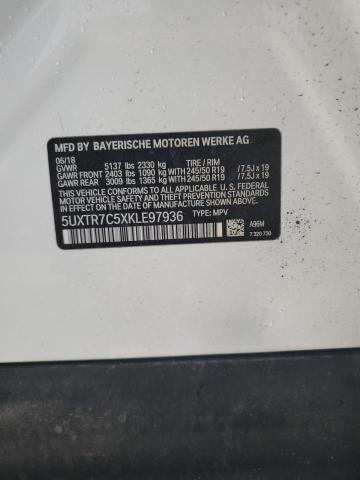 MFD BY BAYERISCHE MOTOREN WERKE AG
06/18
GVWR 5137 lbs 2330 kg TIRE / RIM
GAWR FRONT 2403 lbs 1090 kg WITH 245/50 R19 /7.5J x 19
GAWR REAR 3009 lbs 1365 kg WITH 245/50 R19 /7.5J x 19
THIS VEHICLE CONFORMS TO ALL APPLICABLE U.S. FEDERAL
MOTOR VEHICLE SAFETY AND THEFT PREVENTION STANDARDS
IN EFFECT ON THE DATE OF MANUFACTURE SHOWN ABOVE.
5UXTR7C5XKLE97936 TYPE: MPV
A96M
7 320 730